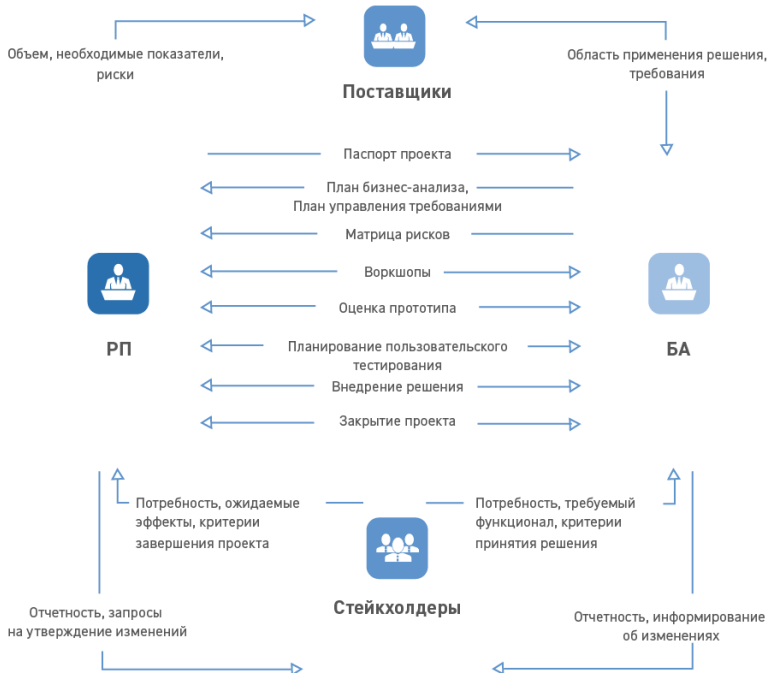 Объем, необходимые показатели,
риски
Область применения решения,
требования
Поставщики
Паспорт проекта
План бизнес-анализа,
План управления требованиями
Матрица рисков
Воркшопы
Оценка прототипа
РП
БА
Планирование пользовательского
тестирования
Внедрение решения
Закрытие проекта
Потребность, ожидаемые
эффекты, критерии
завершения проекта
Потребность, требуемый
функционал, критерии
принятия решения
Стейкхолдеры
Отчетность, запросы
на утверждение изменений
Отчетность, информирование
об изменениях